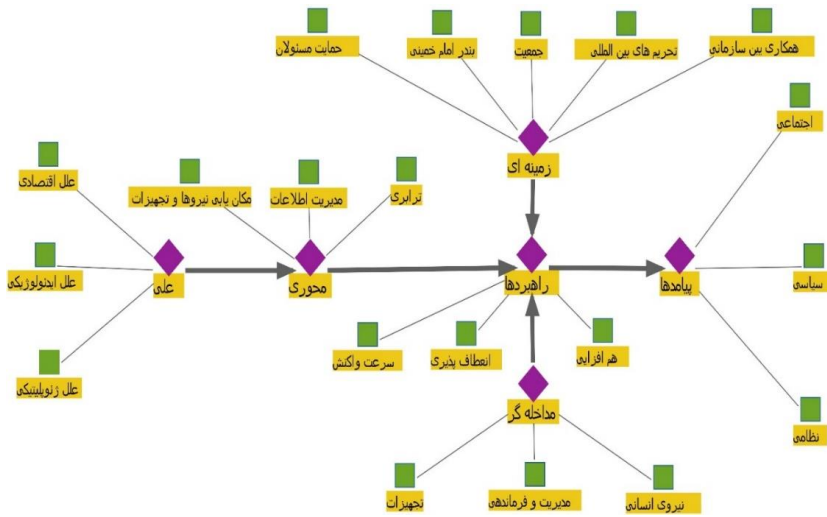 همکاری بین سازمانی
تحریم های بین المللی
جمعیت
بندر امام خمینی
حمایت مسئولان
اجتماعی
زمینه ای
علل اقتصادی
مکان یابی نیروها و تجهیزات
مدیریت اطلاعات
ترابری
علل ایدئولوژیکی
علی
محوری
راهبردها
پیامدها
سیاسی
سرعت واکنش
انعطاف پذیری
هم افزایی
علل ژئوپلیتیکی
مداخله گر
نظامی
تجهیزات
مدیریت و فرماندهی
نیروی انسانی